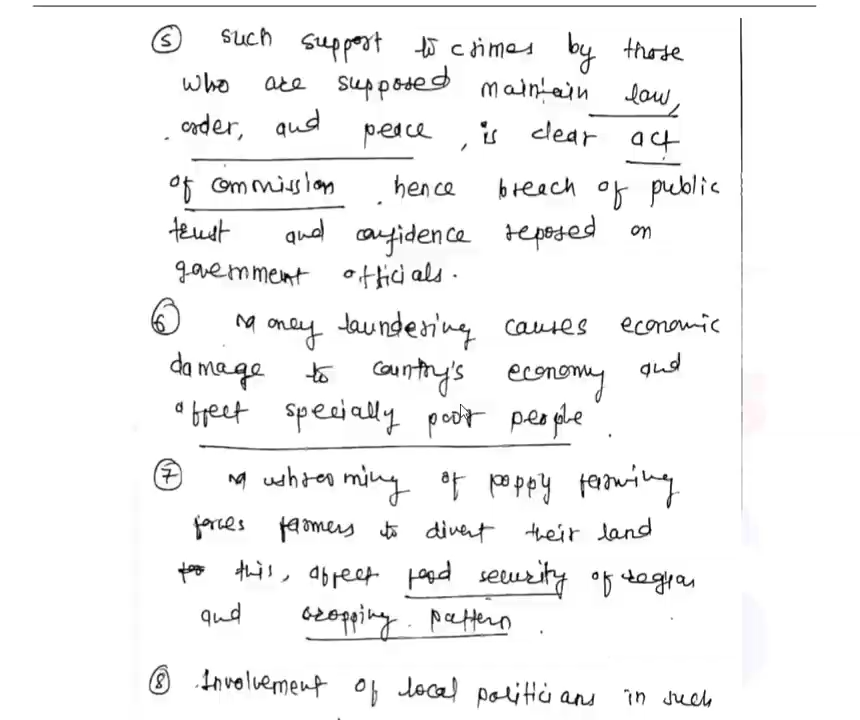 (5) such support to crimes by those
who are supposed maintain law,
order, and peace, is clear act
of commission. hence breach of public
trust and confidence reposed on
government officials.
(6) Money laundering causes economic
damage to country's economy and
affect specially poor people.
(7) Mushrooming of poppy farming
forces farmers to divert their land
for this, affect food security of region
and cropping pattern.
(8) Involvement of local politicians in such